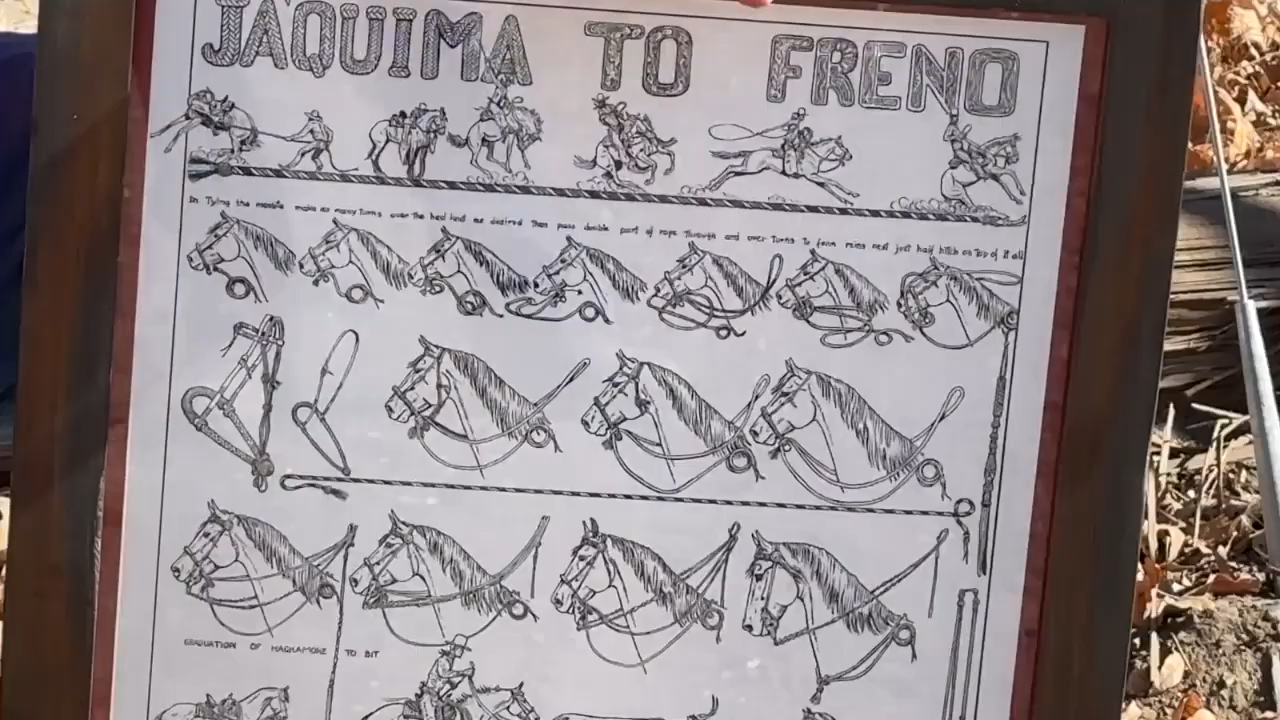 JAQUIMA TO FRENO
In Tying the mecate make as many Turns over The heel knot as desired Then pass double part of rope Through and over Turns To form reins next just half hitch on Top of it all
GRADUATION OF HACKAMORE TO BIT